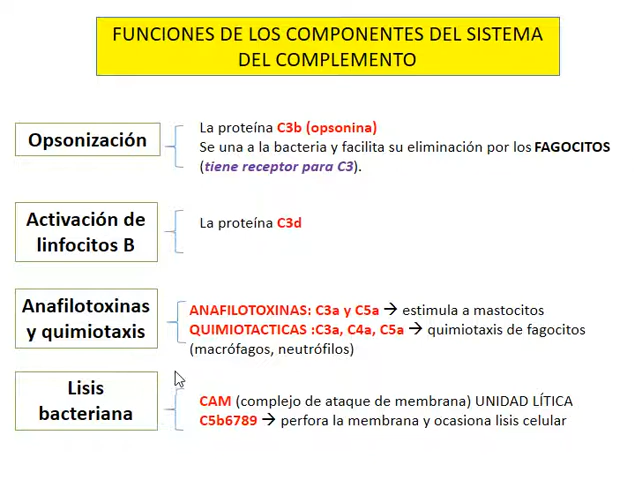 FUNCIONES DE LOS COMPONENTES DEL SISTEMA
DEL COMPLEMENTO
Opsonización
La proteína C3b (opsonina)
Se una a la bacteria y facilita su eliminación por los FAGOCITOS
(tiene receptor para C3).
Activación de
linfocitos B
La proteína C3d
Anafilotoxinas
y quimiotaxis
ANAFILOTOXINAS: C3a y C5a → estimula a mastocitos
QUIMIOTACTICAS :C3a, C4a, C5a → quimiotaxis de fagocitos
(macrófagos, neutrófilos)
Lisis
bacteriana
CAM (complejo de ataque de membrana) UNIDAD LÍTICA
C5b6789 → perfora la membrana y ocasiona lisis celular